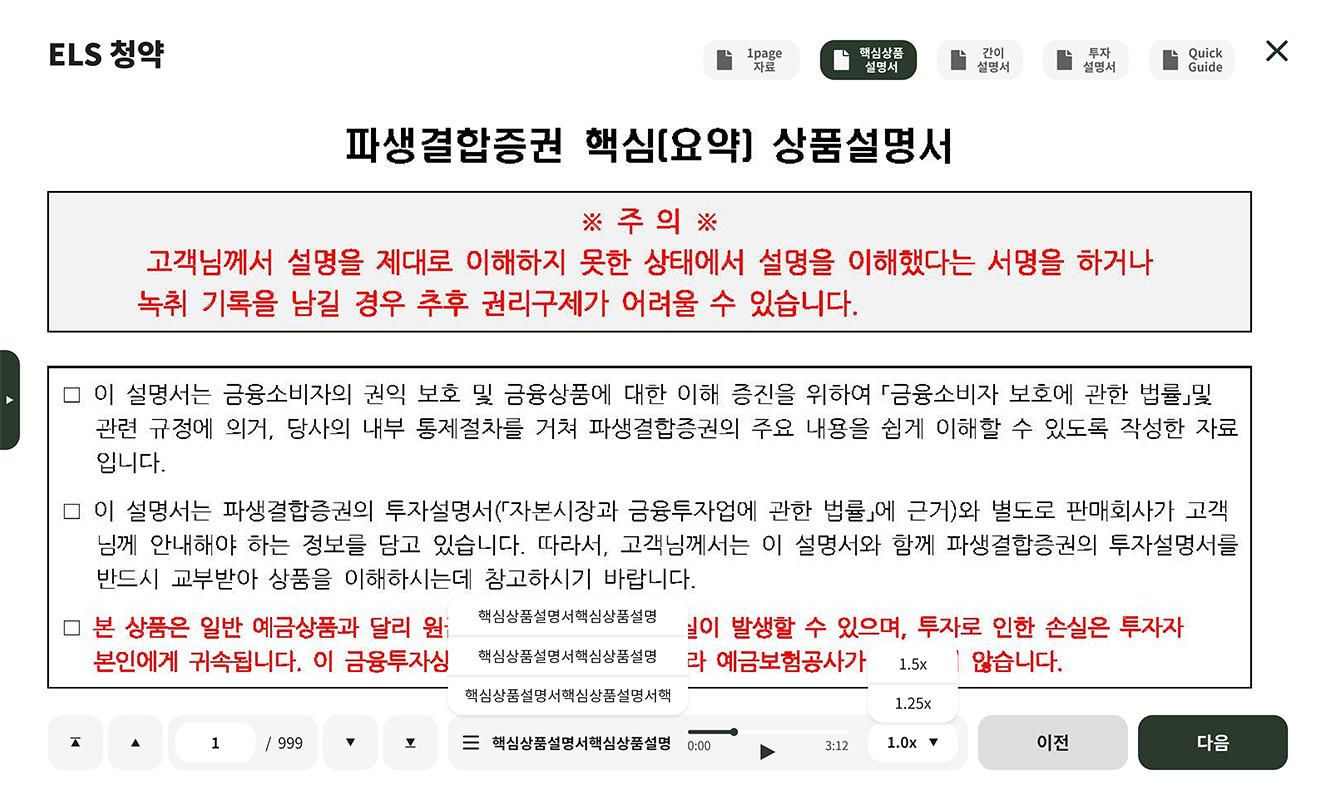 ELS 청약
1page
자료
핵심상품
설명서
간이
설명서
투자
설명서
Quick
Guide
파생결합증권 핵심(요약) 상품설명서
※ 주 의 ※
고객님께서 설명을 제대로 이해하지 못한 상태에서 설명을 이해했다는 서명을 하거나
녹취 기록을 남길 경우 추후 권리구제가 어려울 수 있습니다.
□ 이 설명서는 금융소비자의 권익 보호 및 금융상품에 대한 이해 증진을 위하여 「금융소비자 보호에 관한 법률」및
관련 규정에 의거, 당사의 내부 통제절차를 거쳐 파생결합증권의 주요 내용을 쉽게 이해할 수 있도록 작성한 자료
입니다.
□ 이 설명서는 파생결합증권의 투자설명서(「자본시장과 금융투자업에 관한 법률」에 근거)와 별도로 판매회사가 고객
님께 안내해야 하는 정보를 담고 있습니다. 따라서, 고객님께서는 이 설명서와 함께 파생결합증권의 투자설명서를
반드시 교부받아 상품을 이해하시는데 참고하시기 바랍니다.
핵심상품설명서핵심상품설명
□ 본 상품은 일반 예금상품과 달리 발생할 수 있으며, 투자로 인한 손실은 투자자
핵심상품설명서핵심상품설명
본인에게 귀속됩니다. 이 예금보험공사가 않습니다.
1.5x
핵심상품설명서핵심상품설명서핵
1.25x
1 / 999
핵심상품설명서핵심상품설명
0:00
3:12
1.0x
이전
다음